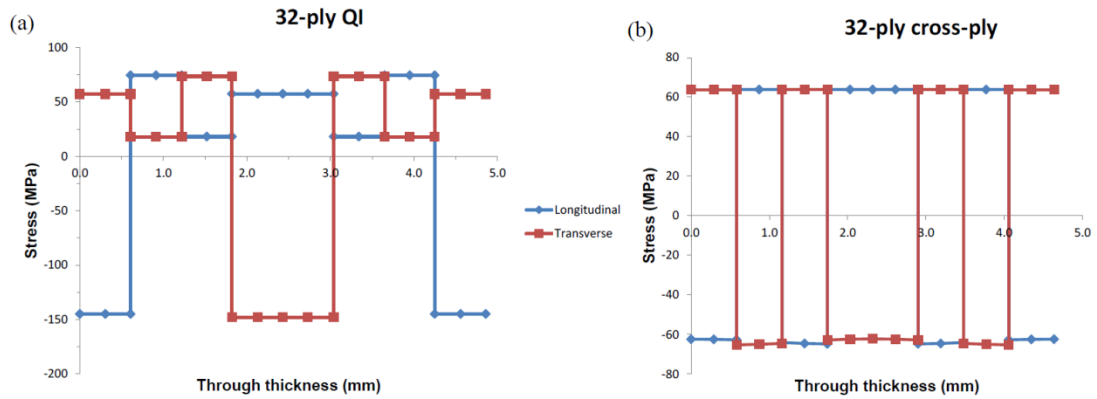 (a)
32-ply QI
100
50
0
-50
-100
-150
-200
0.0 1.0 2.0 3.0 4.0 5.0
Stress (MPa)
Through thickness (mm)
Longitudinal
Transverse
(b)
32-ply cross-ply
80
60
40
20
0
-20
-40
-60
-80
0.0 1.0 2.0 3.0 4.0 5.0
Stress (MPa)
Through thickness (mm)